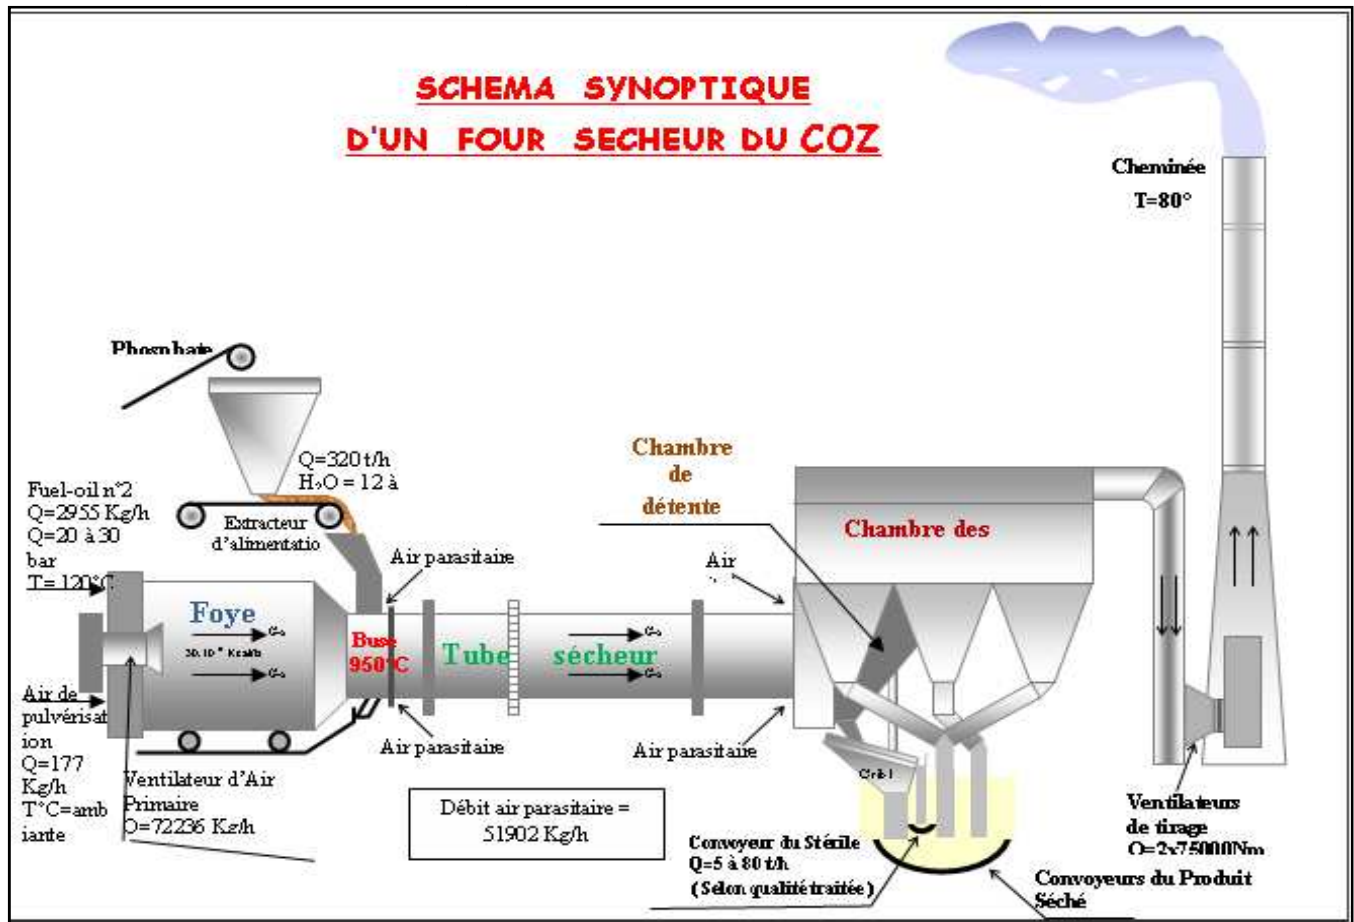 SCHEMA SYNOPTIQUE
D'UN FOUR SECHEUR DU COZ
Cheminée
T=80°
Phosphate
Q=320 t/h
H₂O = 12 à
Fuel-oil n°2
Q=2955 Kg/h
Q=20 à 30
bar
T= 120°C
Extracteur
d'alimentatio
Chambre
de
détente
Chambre des
Air parasitaire
Air
Foye
Buse
950°C
Tube sécheur
Air de
pulvérisat
ion
Q=177
Kg/h
T°C=amb
iante
Air parasitaire
Air parasitaire
Crible
Ventilateur d'Air
Primaire
Q=72236 Kg/h
Débit air parasitaire =
51902 Kg/h
Convoyeur du Stérile
Q=5 à 80 t/h
(Selon qualité traitée)
Ventilateurs
de tirage
Q=2x75000Nm
Convoyeurs du Produit
Séché